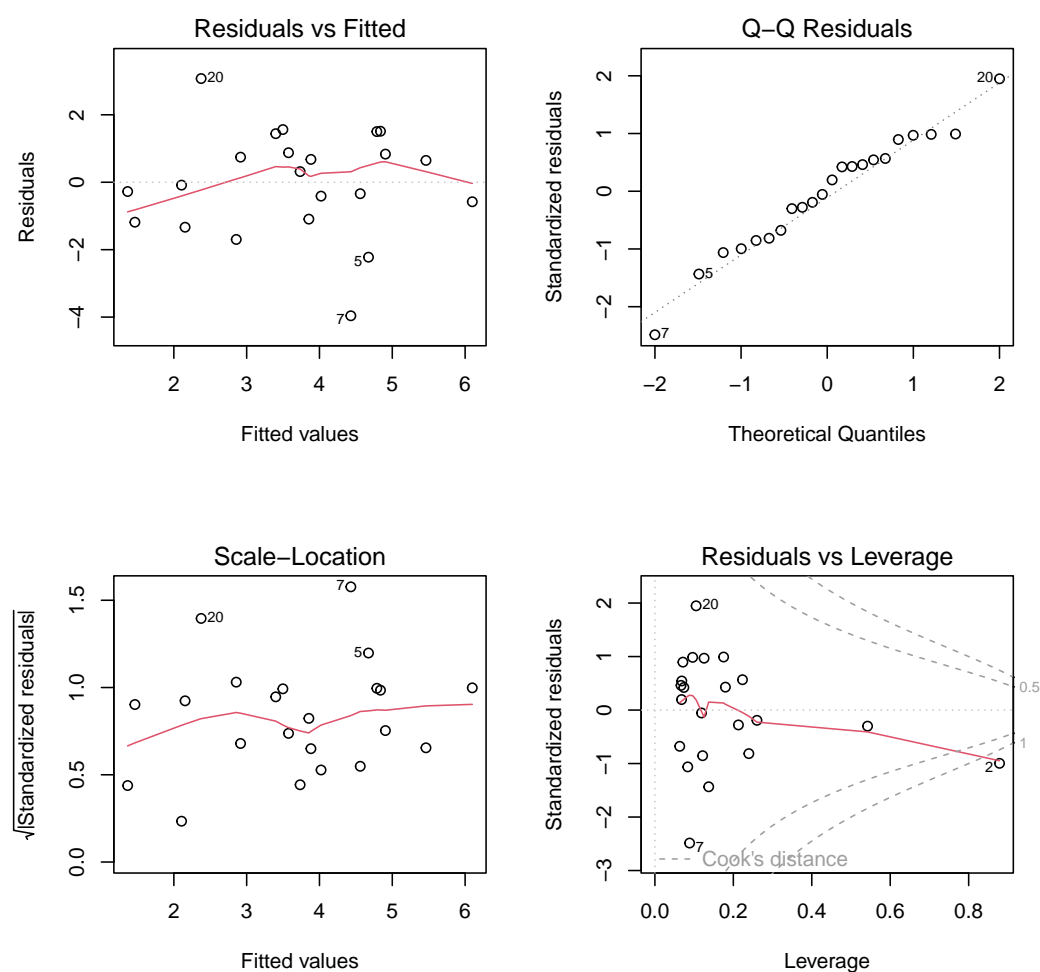 Residuals vs Fitted
Residuals
2
0
−2
−4
20
5
7
2 3 4 5 6
Fitted values
Q−Q Residuals
Standardized residuals
2
1
0
−1
−2
20
5
7
−2 −1 0 1 2
Theoretical Quantiles
Scale−Location
√|Standardized residuals|
1.5
1.0
0.5
0.0
7
20
5
2 3 4 5 6
Fitted values
Residuals vs Leverage
Standardized residuals
2
1
0
−1
−2
−3
20
0.5
1
2
7
Cook's distance
0.0 0.2 0.4 0.6 0.8
Leverage